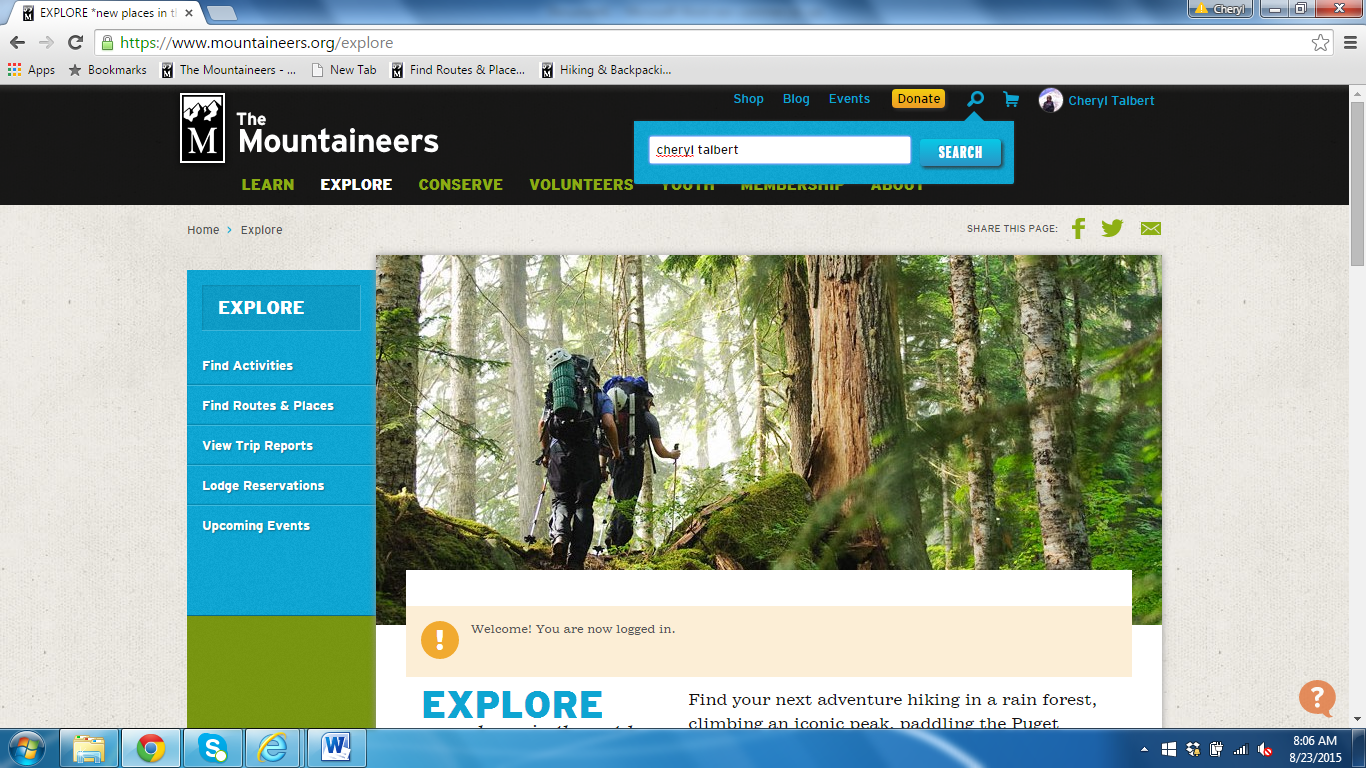 EXPLORE *new places in th
Cheryl
https://www.mountaineers.org/explore
Apps Bookmarks The Mountaineers - ... New Tab Find Routes & Place... Hiking & Backpacki...
M
The
Mountaineers
Shop Blog Events Donate Cheryl Talbert
cheryl talbert SEARCH
LEARN EXPLORE CONSERVE VOLUNTEERS YOUTH MEMBERSHIP ABOUT
Home > Explore
SHARE THIS PAGE:
EXPLORE
Find Activities
Find Routes & Places
View Trip Reports
Lodge Reservations
Upcoming Events
Welcome! You are now logged in.
EXPLORE
Find your next adventure hiking in a rain forest,
climbing an iconic peak, paddling the Puget
8:06 AM
8/23/2015